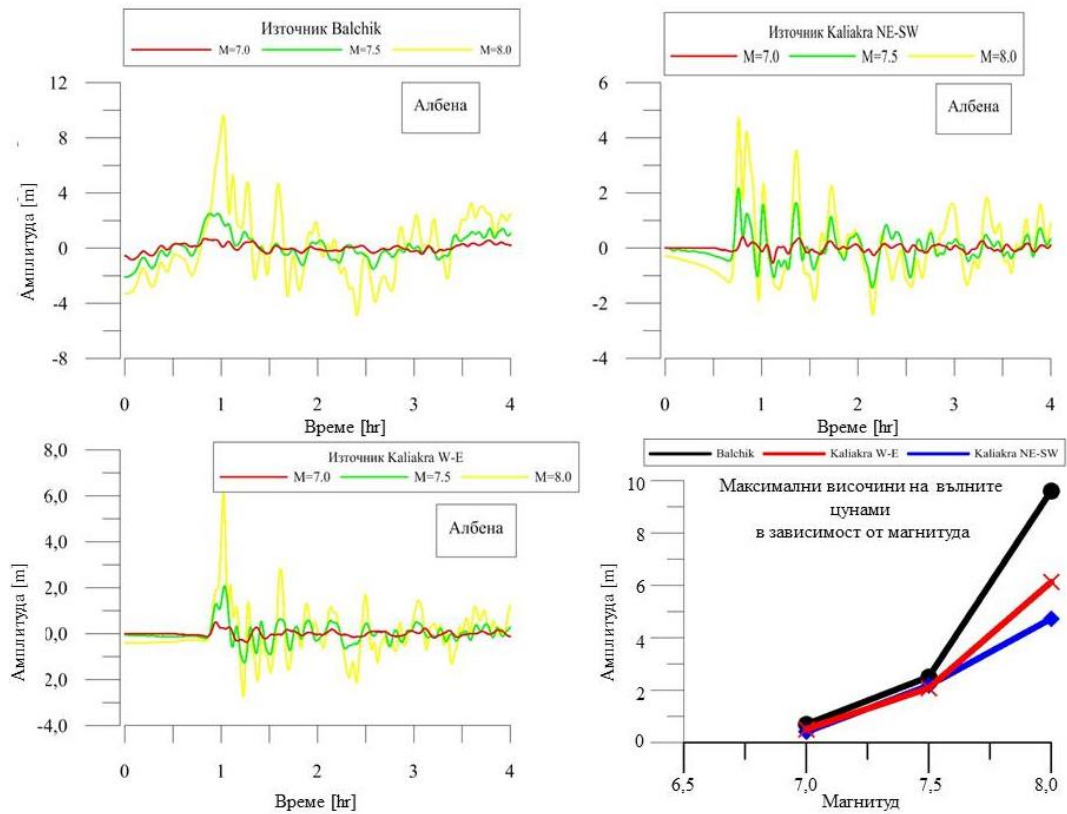 Източник Balchik
M=7.0 M=7.5 M=8.0
Албена
12
8
4
0
-4
-8
Амплитуда [m]
0 1 2 3 4
Време [hr]
Източник Kaliakra NE-SW
M=7.0 M=7.5 M=8.0
Албена
6
4
2
0
-2
-4
0 1 2 3 4
Време [hr]
Източник Kaliakra W-E
M=7.0 M=7.5 M=8.0
Албена
8,0
6,0
4,0
2,0
0,0
-2,0
-4,0
Амплитуда [m]
0 1 2 3 4
Време [hr]
Balchik Kaliakra W-E Kaliakra NE-SW
Максимални височини на вълните
цунами
в зависимост от магнитуда
10
8
6
4
2
0
Амплитуда [m]
6,5 7,0 7,5 8,0
Магнитуд